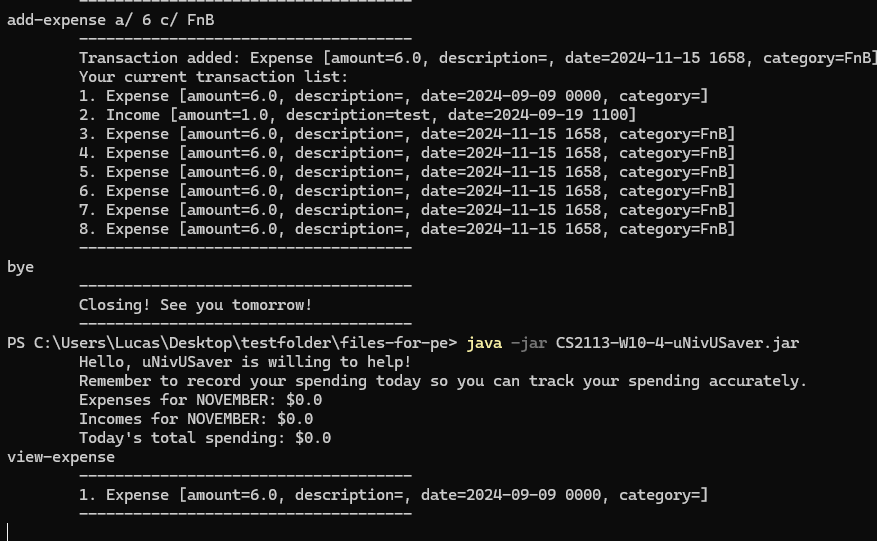 ------------------------------------
add-expense a/ 6 c/ FnB
------------------------------------
Transaction added: Expense [amount=6.0, description=, date=2024-11-15 1658, category=FnB]
Your current transaction list:
1. Expense [amount=6.0, description=, date=2024-09-09 0000, category=]
2. Income [amount=1.0, description=test, date=2024-09-19 1100]
3. Expense [amount=6.0, description=, date=2024-11-15 1658, category=FnB]
4. Expense [amount=6.0, description=, date=2024-11-15 1658, category=FnB]
5. Expense [amount=6.0, description=, date=2024-11-15 1658, category=FnB]
6. Expense [amount=6.0, description=, date=2024-11-15 1658, category=FnB]
7. Expense [amount=6.0, description=, date=2024-11-15 1658, category=FnB]
8. Expense [amount=6.0, description=, date=2024-11-15 1658, category=FnB]
------------------------------------
bye
------------------------------------
Closing! See you tomorrow!
------------------------------------
PS C:\Users\Lucas\Desktop\testfolder\files-for-pe> java -jar CS2113-W10-4-uNivUSaver.jar
Hello, uNivUSaver is willing to help!
Remember to record your spending today so you can track your spending accurately.
Expenses for NOVEMBER: $0.0
Incomes for NOVEMBER: $0.0
Today's total spending: $0.0
view-expense
------------------------------------
1. Expense [amount=6.0, description=, date=2024-09-09 0000, category=]
------------------------------------